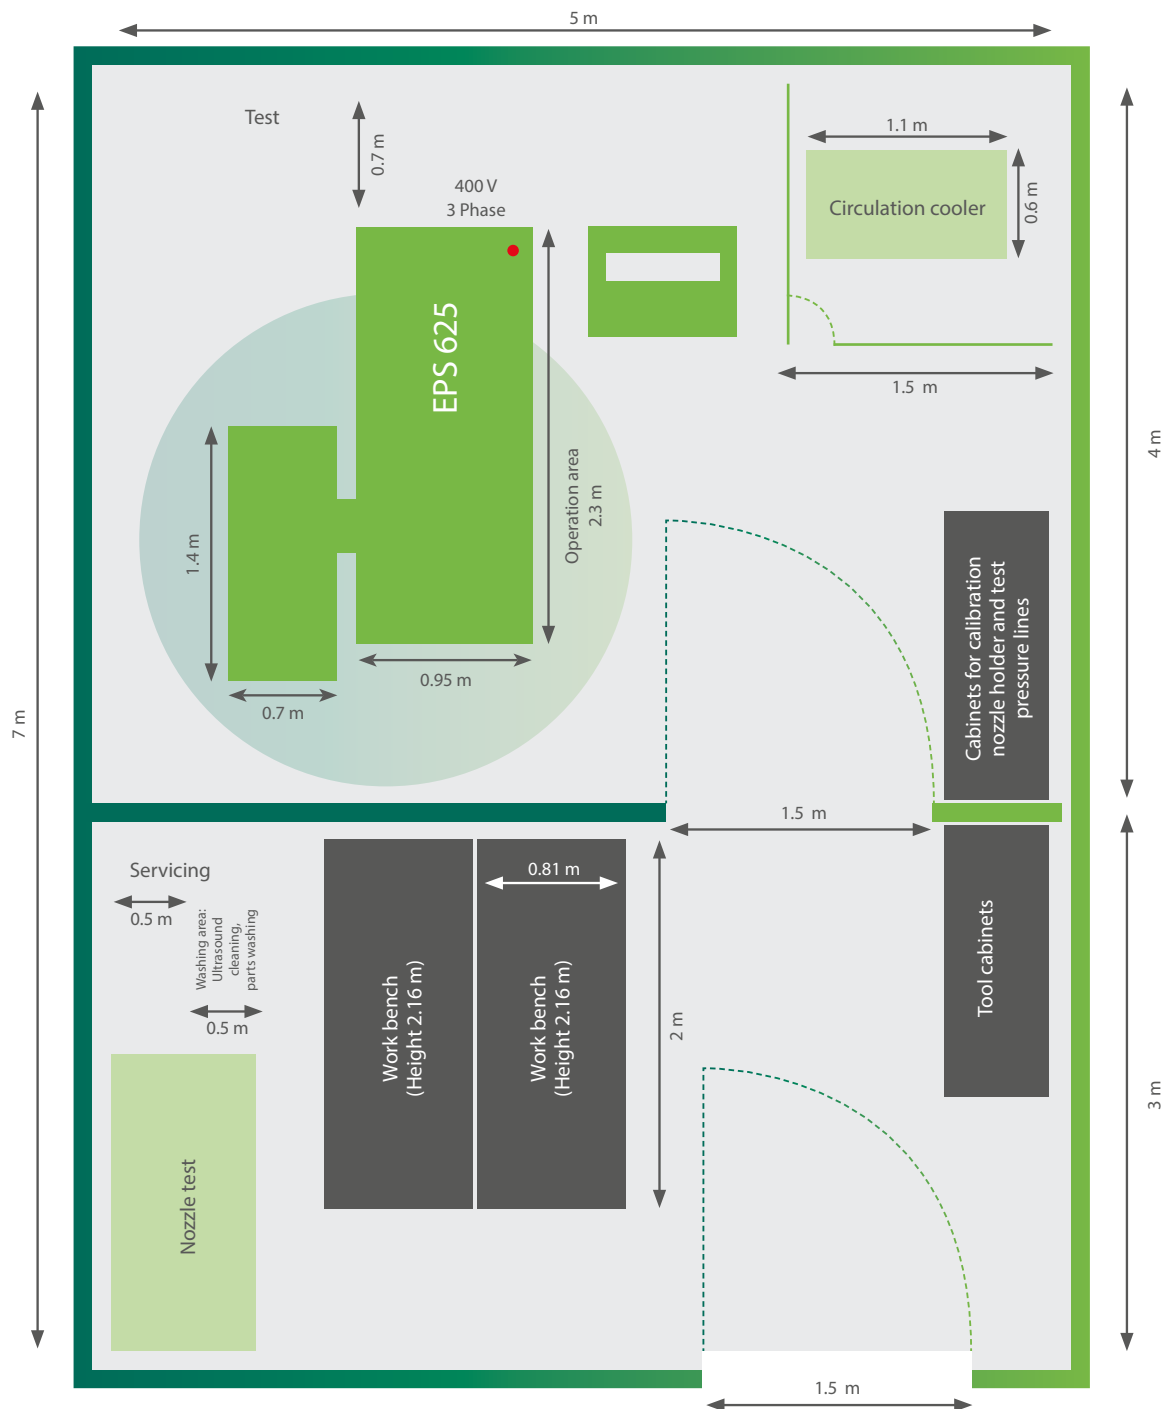 5 m
Test
0.7 m
400 V
3 Phase
1.1 m
Circulation cooler
0.6 m
1.5 m
EPS 625
Operation area
2.3 m
1.4 m
0.95 m
0.7 m
7 m
4 m
Cabinets for calibration
nozzle holder and test
pressure lines
1.5 m
Servicing
0.5 m
Washing area:
Ultrasound
cleaning,
parts washing
0.5 m
0.81 m
Work bench
(Height 2.16 m)
Work bench
(Height 2.16 m)
2 m
Tool cabinets
3 m
Nozzle test
1.5 m